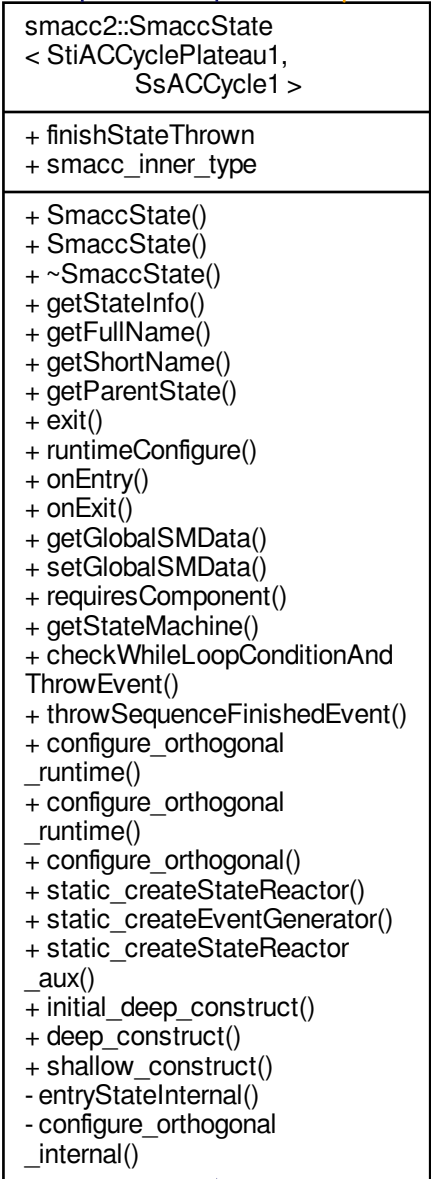 smacc2::SmaccState
< StiACCyclePlateau1,
SsACCycle1 >
+ finishStateThrown
+ smacc_inner_type
+ SmaccState()
+ SmaccState()
+ ~SmaccState()
+ getStateInfo()
+ getFullName()
+ getShortName()
+ getParentState()
+ exit()
+ runtimeConfigure()
+ onEntry()
+ onExit()
+ getGlobalSMData()
+ setGlobalSMData()
+ requiresComponent()
+ getStateMachine()
+ checkWhileLoopConditionAnd
ThrowEvent()
+ throwSequenceFinishedEvent()
+ configure_orthogonal
_runtime()
+ configure_orthogonal
_runtime()
+ configure_orthogonal()
+ static_createStateReactor()
+ static_createEventGenerator()
+ static_createStateReactor
_aux()
+ initial_deep_construct()
+ deep_construct()
+ shallow_construct()
- entryStateInternal()
- configure_orthogonal
_internal()